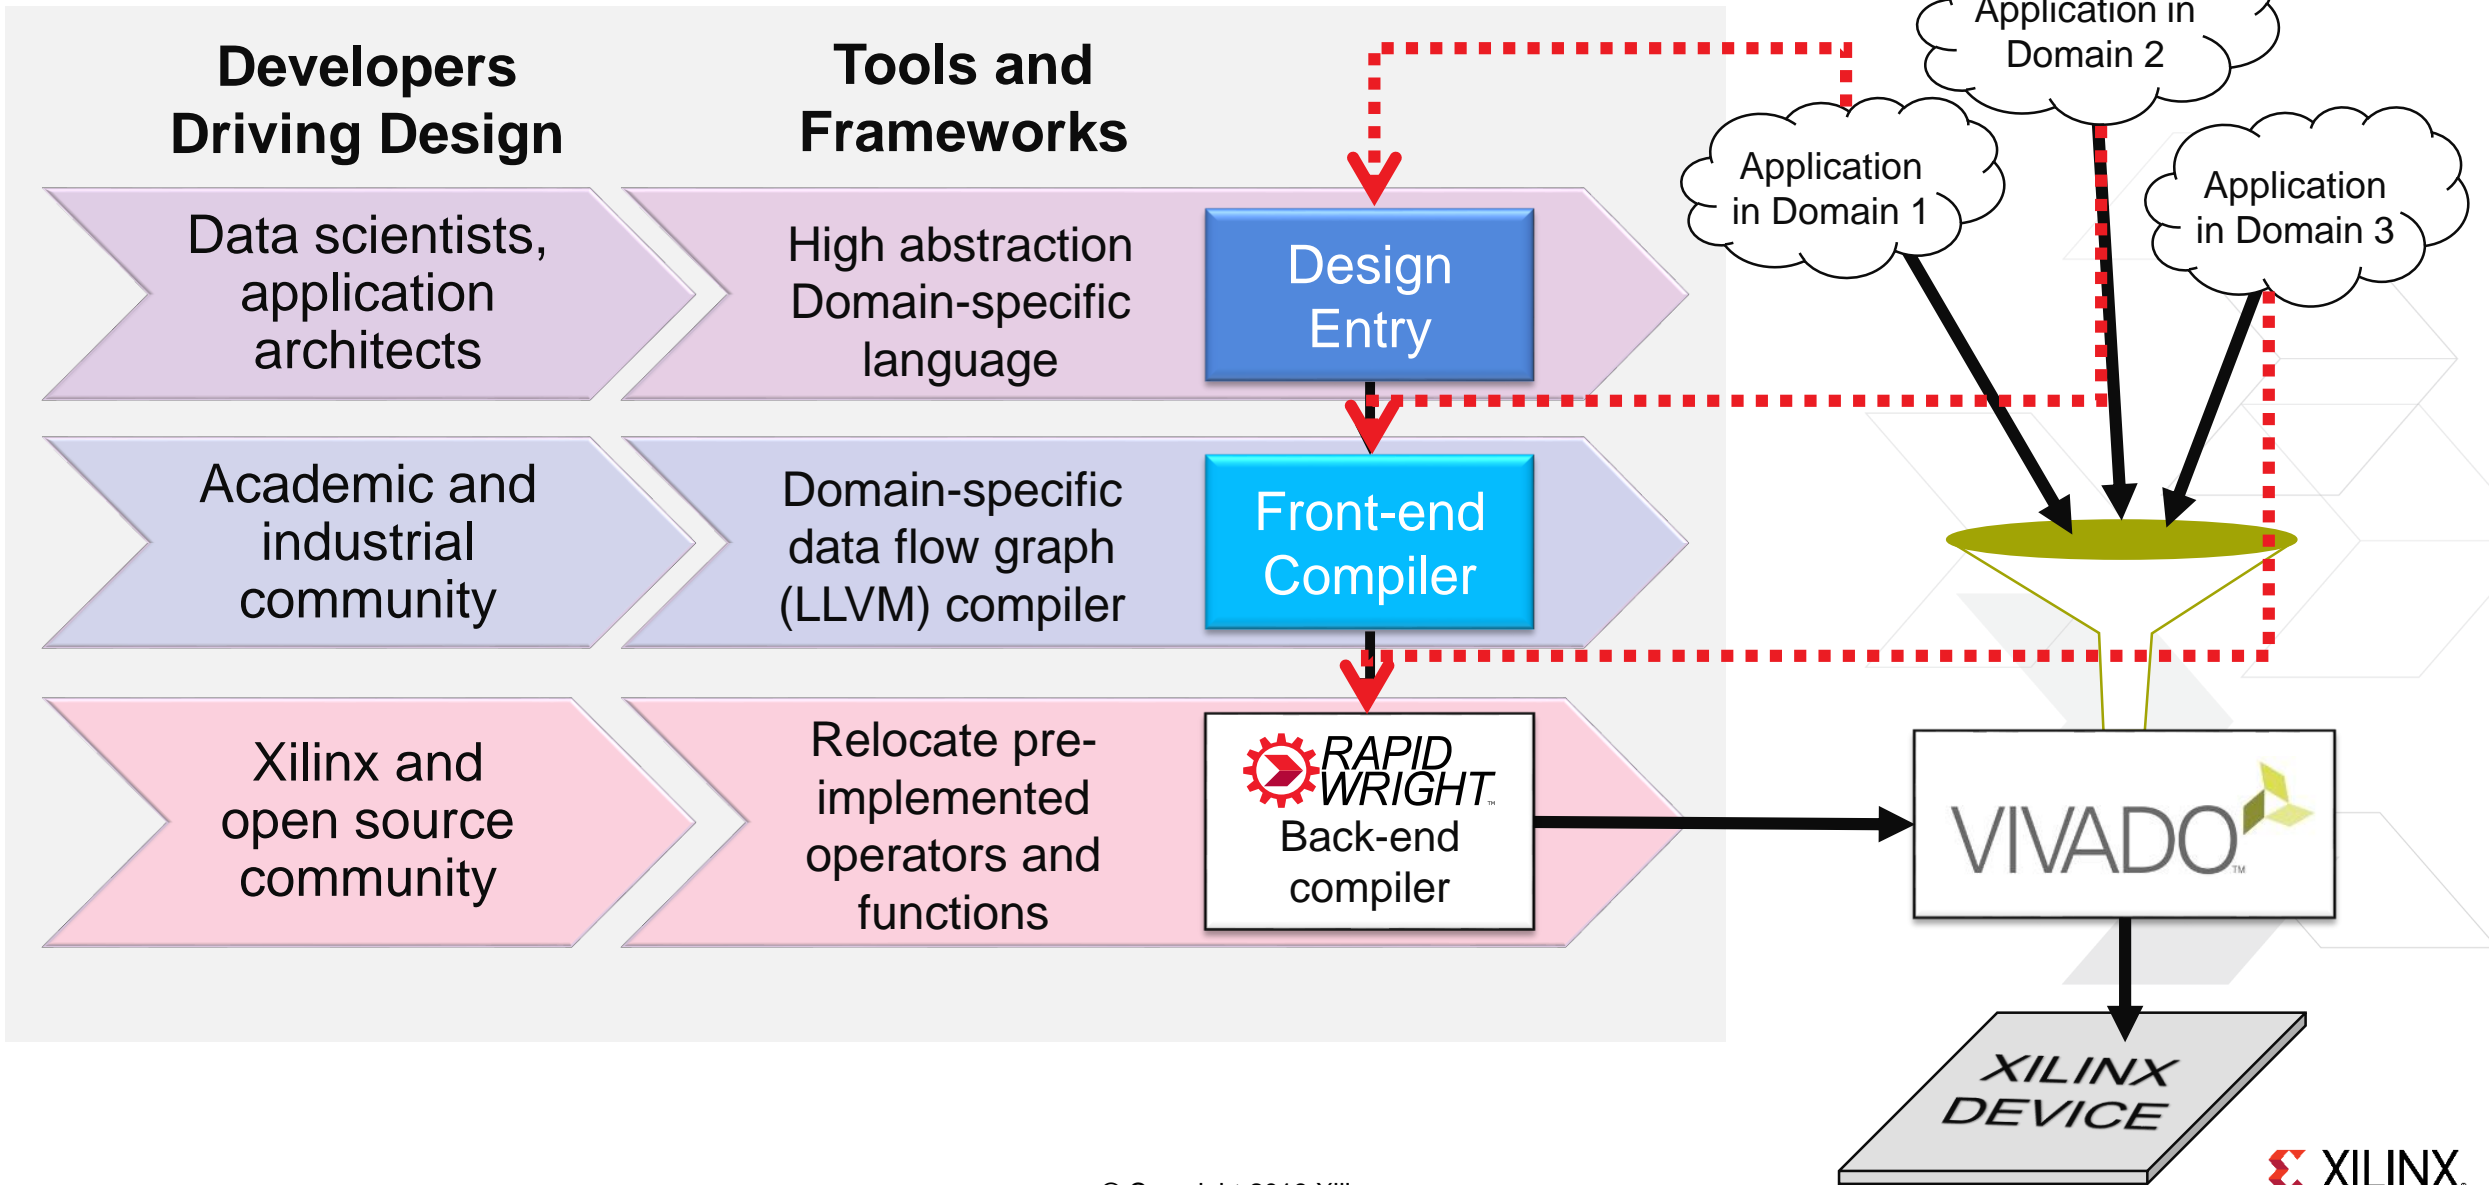 Developers
Driving Design
Tools and
Frameworks
Application in
Domain 2
Application
in Domain 1
Application
in Domain 3
Data scientists,
application
architects
High abstraction
Domain-specific
language
Design
Entry
Academic and
industrial
community
Domain-specific
data flow graph
(LLVM) compiler
Front-end
Compiler
Xilinx and
open source
community
Relocate pre-
implemented
operators and
functions
RAPID
WRIGHT™
Back-end
compiler
VIVADO™
XILINX
DEVICE
XILINX